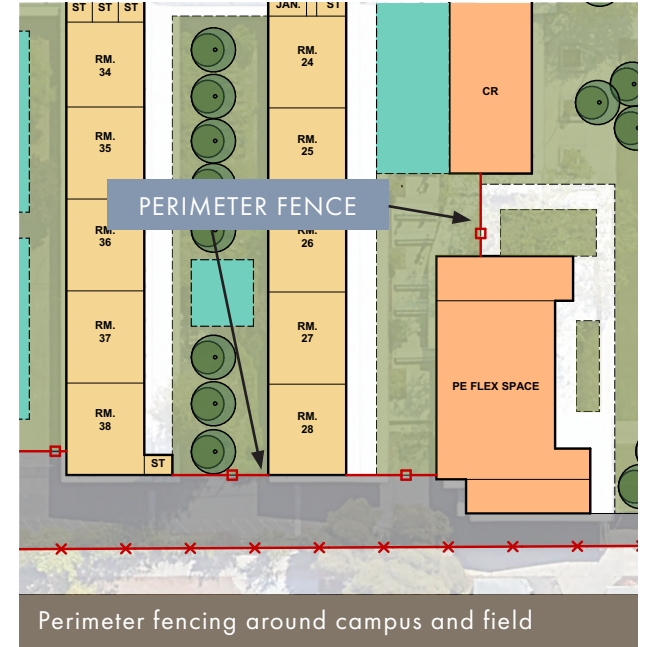 ST ST ST
JAN. ST
RM.
34
RM.
24
CR
RM.
35
RM.
25
PERIMETER FENCE
RM.
36
RM.
26
RM.
37
RM.
27
PE FLEX SPACE
RM.
38
RM.
28
ST
Perimeter fencing around campus and field